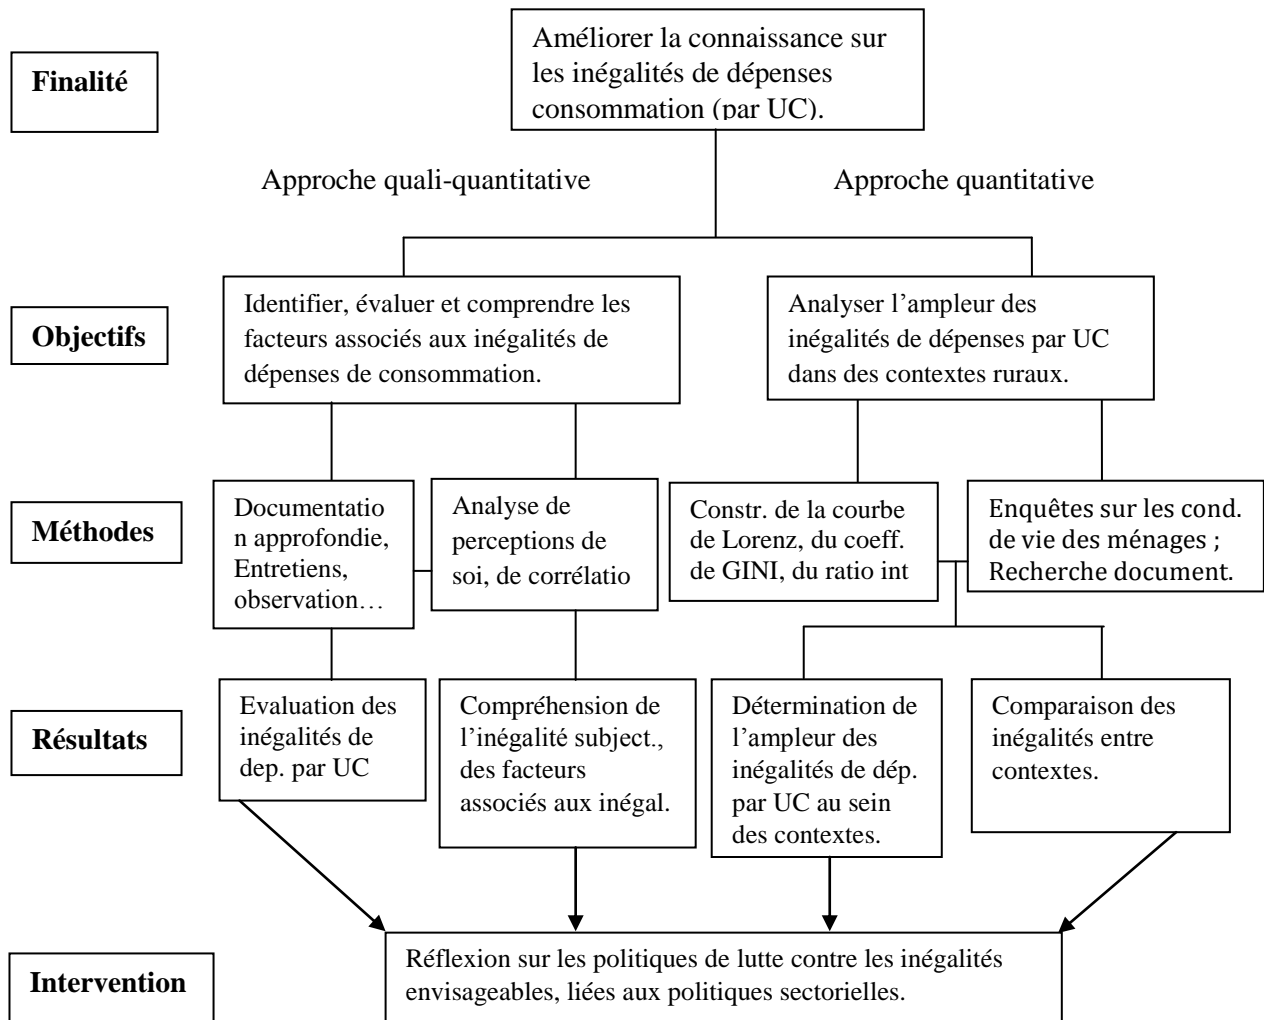 Finalité
Améliorer la connaissance sur
les inégalités de dépenses
consommation (par UC).
Approche quali-quantitative
Approche quantitative
Objectifs
Identifier, évaluer et comprendre les
facteurs associés aux inégalités de
dépenses de consommation.
Analyser l’ampleur des
inégalités de dépenses par UC
dans des contextes ruraux.
Méthodes
Documentatio
n approfondie,
Entretiens,
observation…
Analyse de
perceptions de
soi, de corrélatio
Constr. de la courbe
de Lorenz, du coeff.
de GINI, du ratio int
Enquêtes sur les cond.
de vie des ménages ;
Recherche document.
Résultats
Evaluation des
inégalités de
dep. par UC
Compréhension de
l’inégalité subject.,
des facteurs
associés aux inégal.
Détermination de
l’ampleur des
inégalités de dép.
par UC au sein
des contextes.
Comparaison des
inégalités entre
contextes.
Intervention
Réflexion sur les politiques de lutte contre les inégalités
envisageables, liées aux politiques sectorielles.